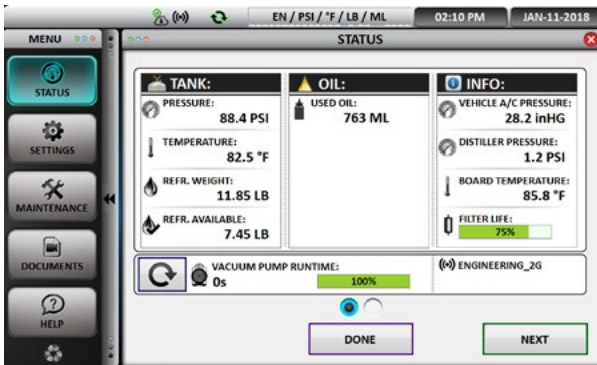 EN / PSI / °F / LB / ML
02:10 PM
JAN-11-2018
MENU
STATUS
STATUS
SETTINGS
MAINTENANCE
DOCUMENTS
HELP
TANK:
PRESSURE:
88.4 PSI
TEMPERATURE:
82.5 °F
REFR. WEIGHT:
11.85 LB
REFR. AVAILABLE:
7.45 LB
OIL:
USED OIL:
763 ML
INFO:
VEHICLE A/C PRESSURE:
28.2 inHG
DISTILLER PRESSURE:
1.2 PSI
BOARD TEMPERATURE:
85.8 °F
FILTER LIFE:
75%
VACUUM PUMP RUNTIME:
0s
100%
ENGINEERING_2G
DONE
NEXT